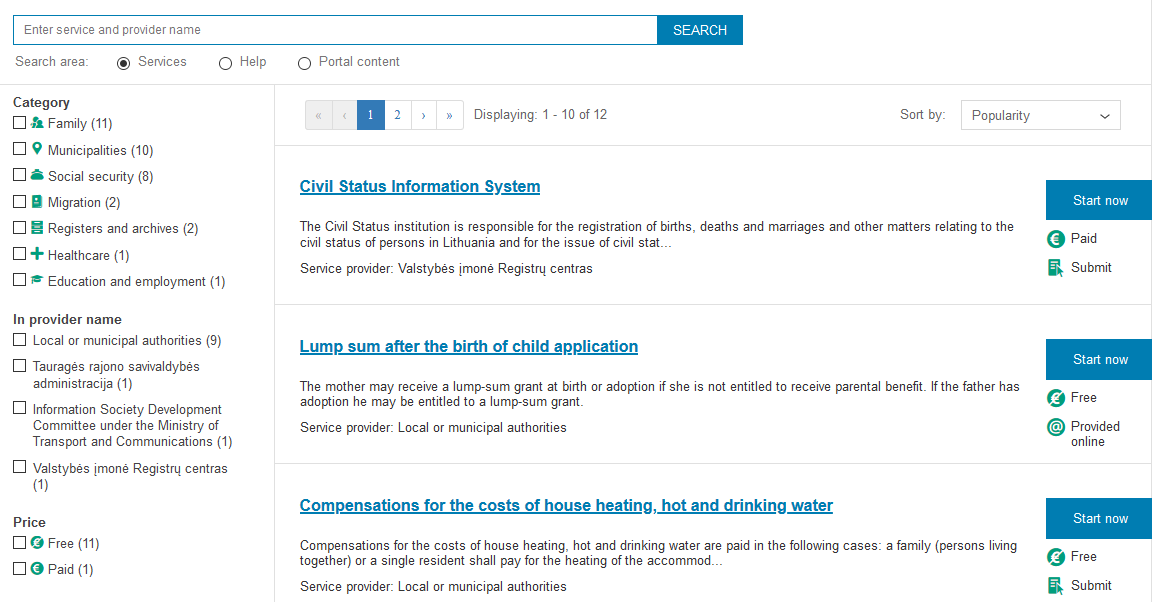 Enter service and provider name
SEARCH
Search area:
Services
Help
Portal content
Category
Family (11)
Municipalities (10)
Social security (8)
Migration (2)
Registers and archives (2)
Healthcare (1)
Education and employment (1)
In provider name
Local or municipal authorities (9)
Tauragės rajono savivaldybės
administracija (1)
Information Society Development
Committee under the Ministry of
Transport and Communications (1)
Valstybės įmonė Registrų centras
(1)
Price
Free (11)
Paid (1)
« ‹ 1 2 › »
Displaying: 1 - 10 of 12
Sort by:
Popularity
Civil Status Information System
The Civil Status institution is responsible for the registration of births, deaths and marriages and other matters relating to the
civil status of persons in Lithuania and for the issue of civil stat...
Service provider: Valstybės įmonė Registrų centras
Start now
Paid
Submit
Lump sum after the birth of child application
The mother may receive a lump-sum grant at birth or adoption if she is not entitled to receive parental benefit. If the father has
adoption he may be entitled to a lump-sum grant.
Service provider: Local or municipal authorities
Start now
Free
Provided
online
Compensations for the costs of house heating, hot and drinking water
Compensations for the costs of house heating, hot and drinking water are paid in the following cases: a family (persons living
together) or a single resident shall pay for the heating of the accommod...
Service provider: Local or municipal authorities
Start now
Free
Submit